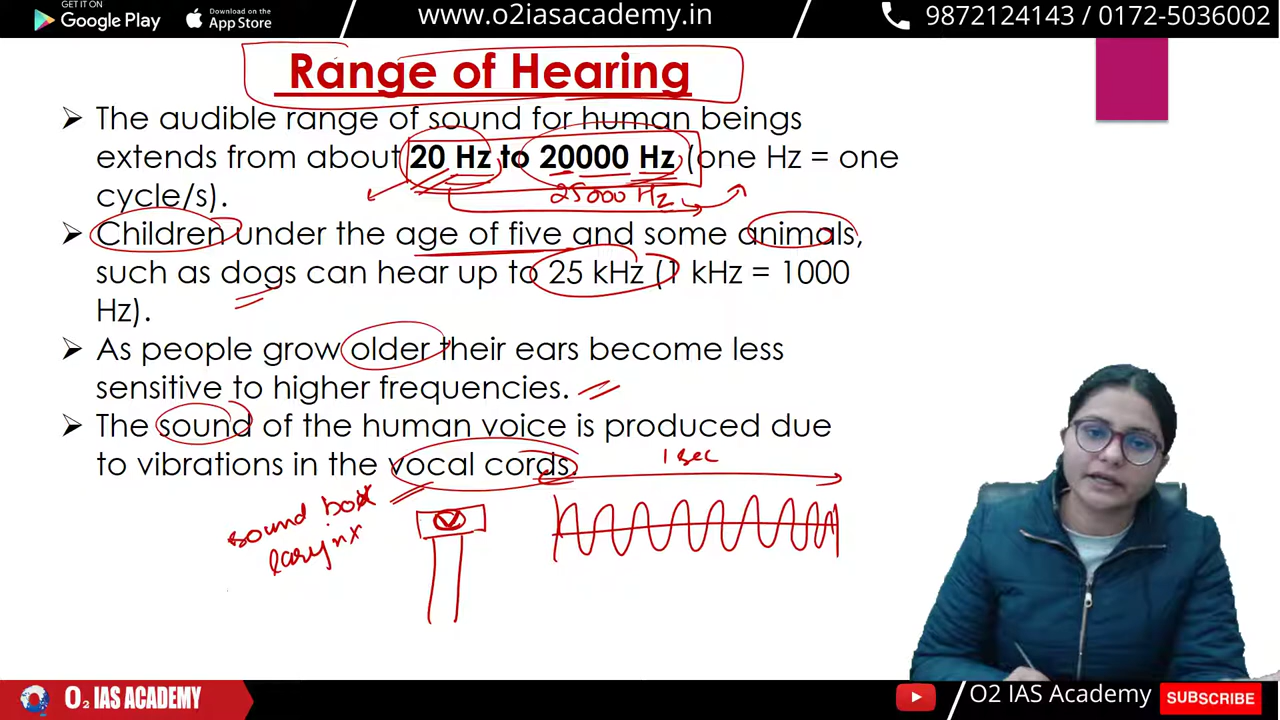 GET IT ON
Google Play
Download on the
App Store
www.o2iasacademy.in
9872124143 / 0172-5036002
Range of Hearing
The audible range of sound for human beings
extends from about 20 Hz to 20000 Hz (one Hz = one
cycle/s).
25000 Hz
Children under the age of five and some animals,
such as dogs can hear up to 25 kHz (1 kHz = 1000
Hz).
As people grow older their ears become less
sensitive to higher frequencies.
The sound of the human voice is produced due
to vibrations in the vocal cords.
1 sec
sound box
larynx
O₂ IAS ACADEMY
O2 IAS Academy
SUBSCRIBE